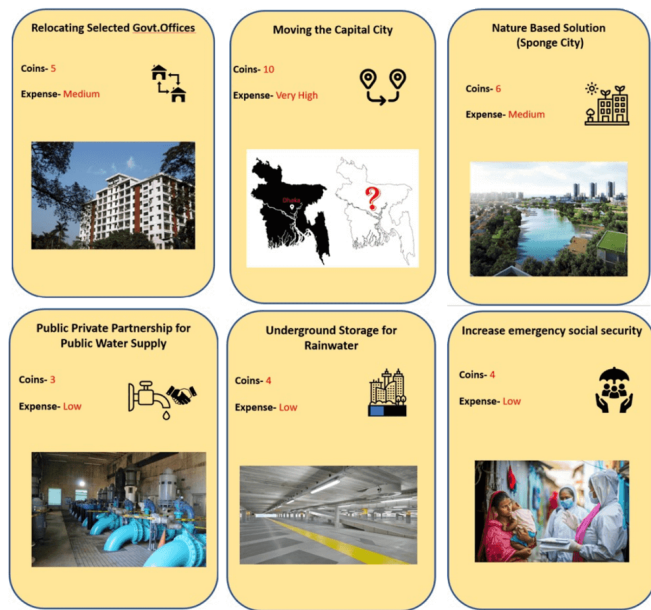 Relocating Selected Govt.Offices
Coins- 5
Expense- Medium
Moving the Capital City
Coins- 10
Expense- Very High
Dhaka
?
Nature Based Solution
(Sponge City)
Coins- 6
Expense- Medium
Public Private Partnership for
Public Water Supply
Coins- 3
Expense- Low
Underground Storage for
Rainwater
Coins- 4
Expense- Low
Increase emergency social security
Coins- 4
Expense- Low